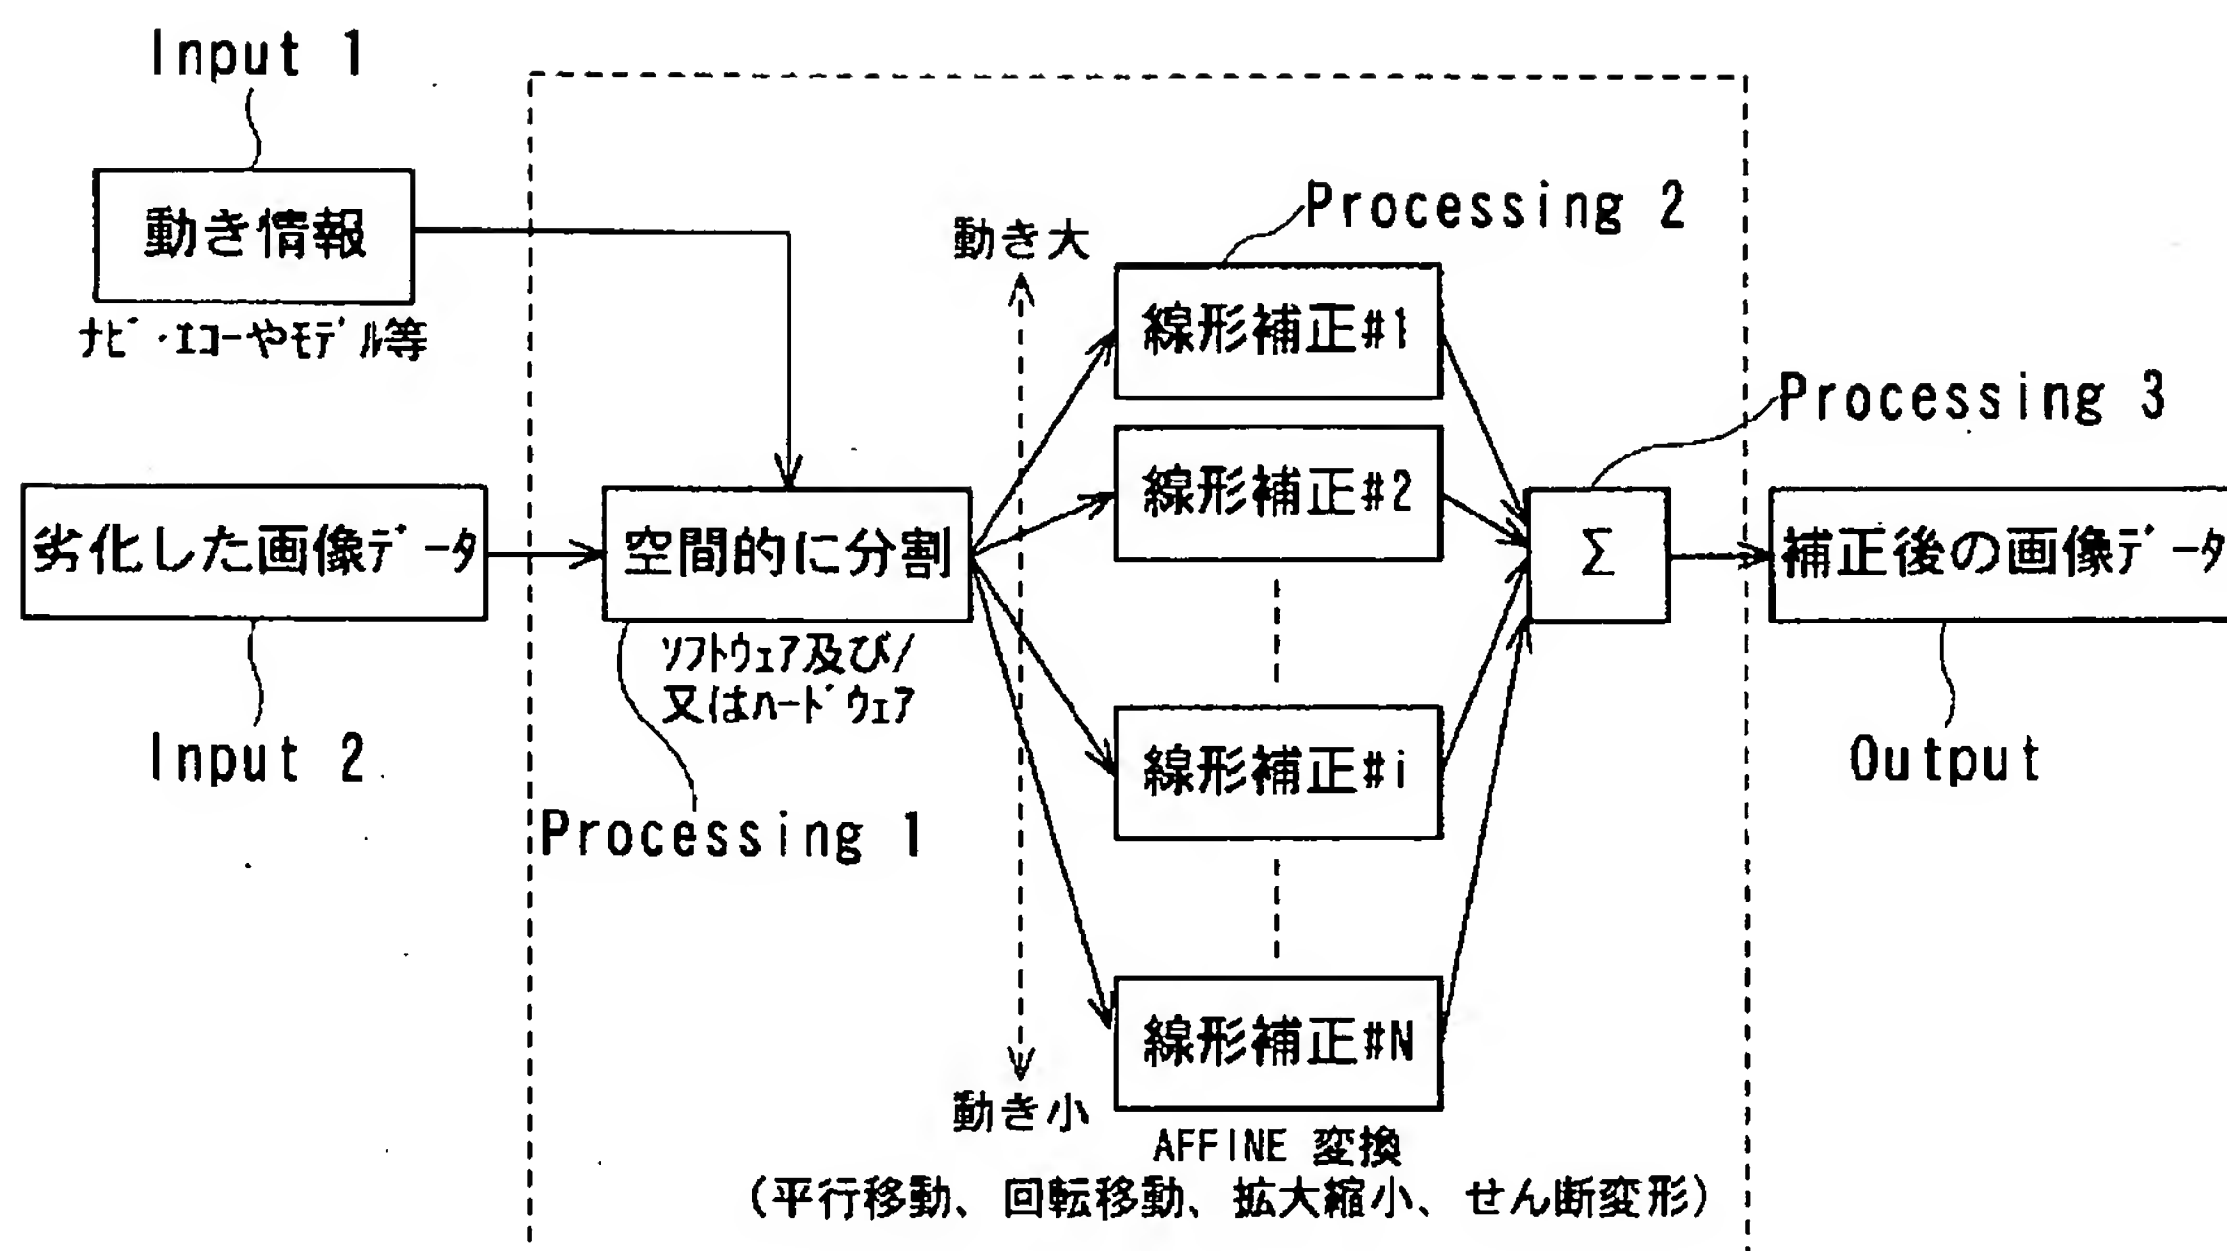 Input 1
動き情報
ナビ・エコーやモデル等
劣化した画像データ
Input 2
空間的に分割
ソフトウェア及び/
又はハードウェア
Processing 1
動き大
動き小
Processing 2
線形補正#1
線形補正#2
線形補正#i
線形補正#N
AFFINE 変換
(平行移動、回転移動、拡大縮小、せん断変形)
Processing 3
Σ
補正後の画像データ
Output